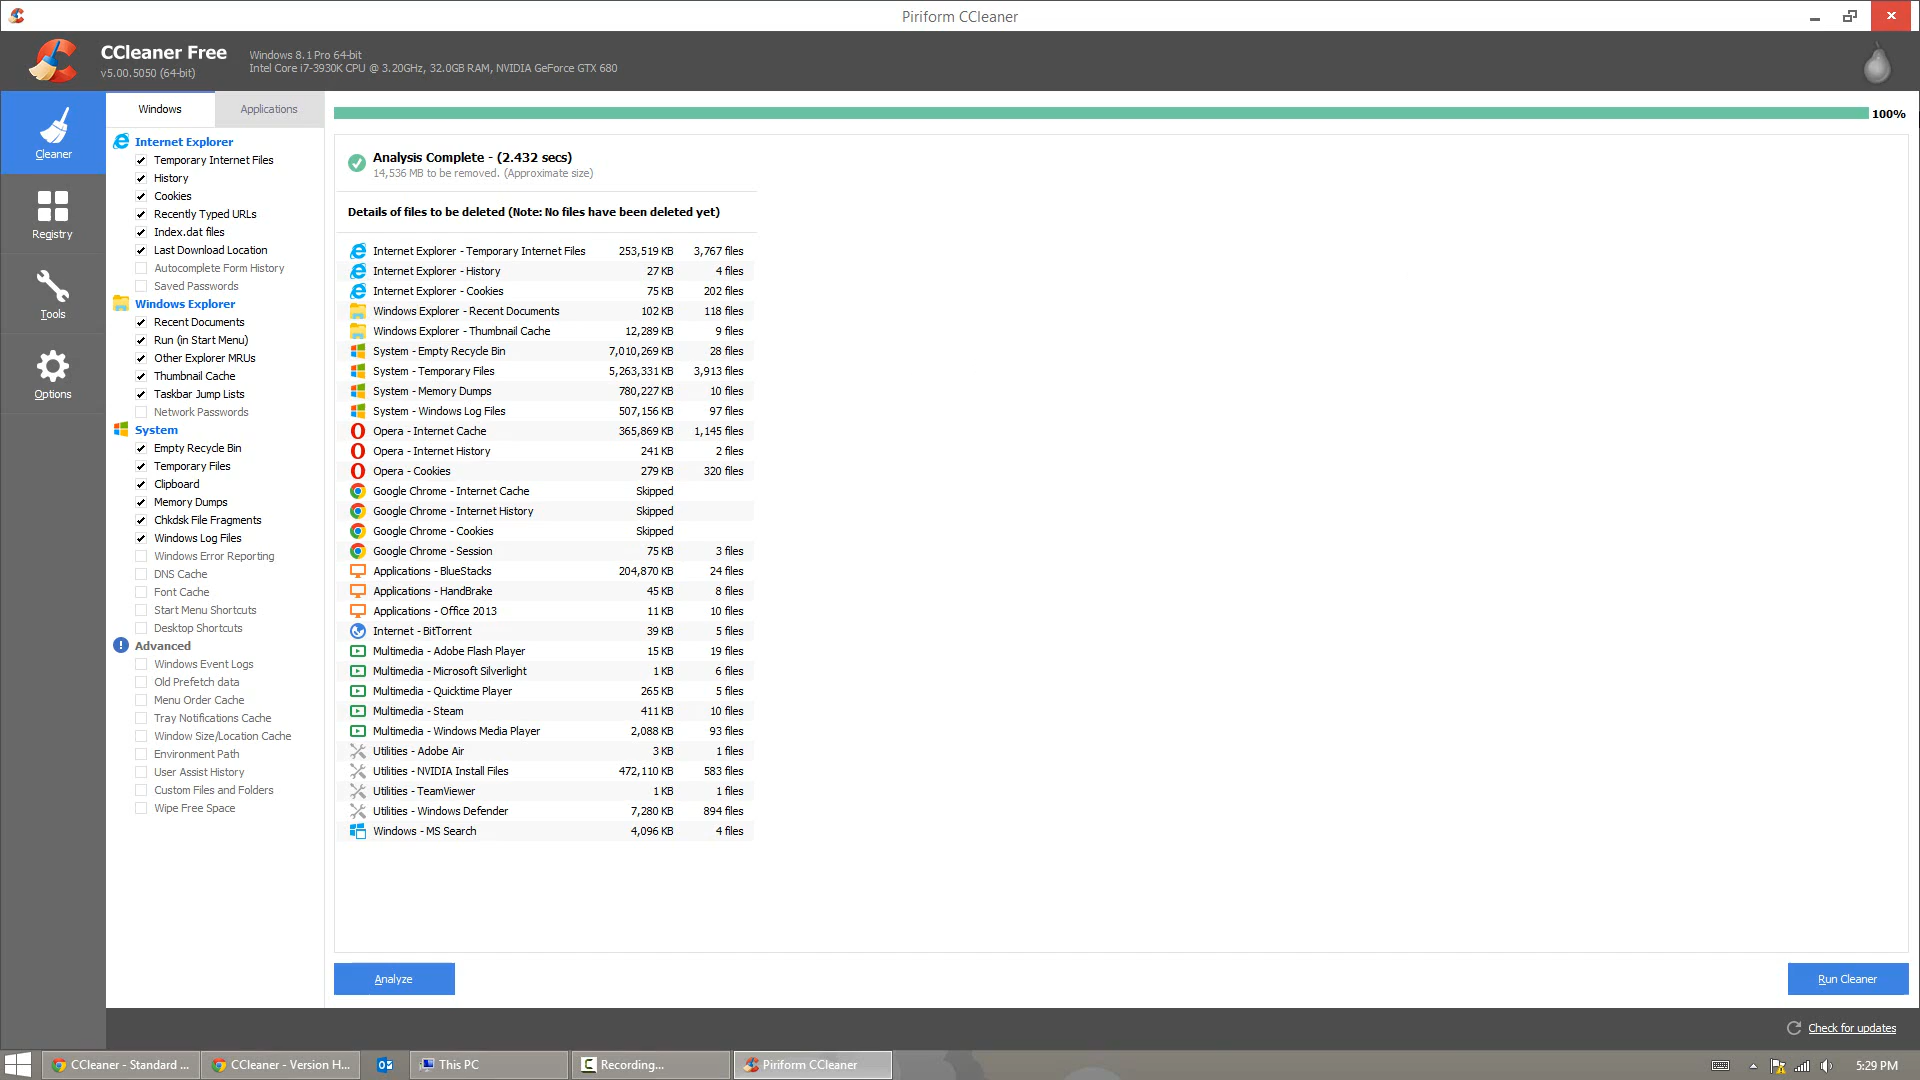 Piriform CCleaner
CCleaner Free
v5.00.5050 (64-bit)
Windows 8.1 Pro 64-bit
Intel Core i7-3930K CPU @ 3.20GHz, 32.0GB RAM, NVIDIA GeForce GTX 680
Cleaner
Registry
Tools
Options
Windows
Applications
Internet Explorer
Temporary Internet Files
History
Cookies
Recently Typed URLs
Index.dat files
Last Download Location
Autocomplete Form History
Saved Passwords
Windows Explorer
Recent Documents
Run (in Start Menu)
Other Explorer MRUs
Thumbnail Cache
Taskbar Jump Lists
Network Passwords
System
Empty Recycle Bin
Temporary Files
Clipboard
Memory Dumps
Chkdsk File Fragments
Windows Log Files
Windows Error Reporting
DNS Cache
Font Cache
Start Menu Shortcuts
Desktop Shortcuts
Advanced
Windows Event Logs
Old Prefetch data
Menu Order Cache
Tray Notifications Cache
Window Size/Location Cache
Environment Path
User Assist History
Custom Files and Folders
Wipe Free Space
100%
Analysis Complete - (2.432 secs)
14,536 MB to be removed. (Approximate size)
Details of files to be deleted (Note: No files have been deleted yet)
Internet Explorer - Temporary Internet Files 253,519 KB 3,767 files
Internet Explorer - History 27 KB 4 files
Internet Explorer - Cookies 75 KB 202 files
Windows Explorer - Recent Documents 102 KB 118 files
Windows Explorer - Thumbnail Cache 12,289 KB 9 files
System - Empty Recycle Bin 7,010,269 KB 28 files
System - Temporary Files 5,263,331 KB 3,913 files
System - Memory Dumps 780,227 KB 10 files
System - Windows Log Files 507,156 KB 97 files
Opera - Internet Cache 365,869 KB 1,145 files
Opera - Internet History 241 KB 2 files
Opera - Cookies 279 KB 320 files
Google Chrome - Internet Cache Skipped
Google Chrome - Internet History Skipped
Google Chrome - Cookies Skipped
Google Chrome - Session 75 KB 3 files
Applications - BlueStacks 204,870 KB 24 files
Applications - HandBrake 45 KB 8 files
Applications - Office 2013 11 KB 10 files
Internet - BitTorrent 39 KB 5 files
Multimedia - Adobe Flash Player 15 KB 19 files
Multimedia - Microsoft Silverlight 1 KB 6 files
Multimedia - Quicktime Player 265 KB 5 files
Multimedia - Steam 411 KB 10 files
Multimedia - Windows Media Player 2,088 KB 93 files
Utilities - Adobe Air 3 KB 1 files
Utilities - NVIDIA Install Files 472,110 KB 583 files
Utilities - TeamViewer 1 KB 1 files
Utilities - Windows Defender 7,280 KB 894 files
Windows - MS Search 4,096 KB 4 files
Analyze
Run Cleaner
Check for updates
CCleaner - Standard ...
CCleaner - Version H...
This PC
Recording...
Piriform CCleaner
5:29 PM